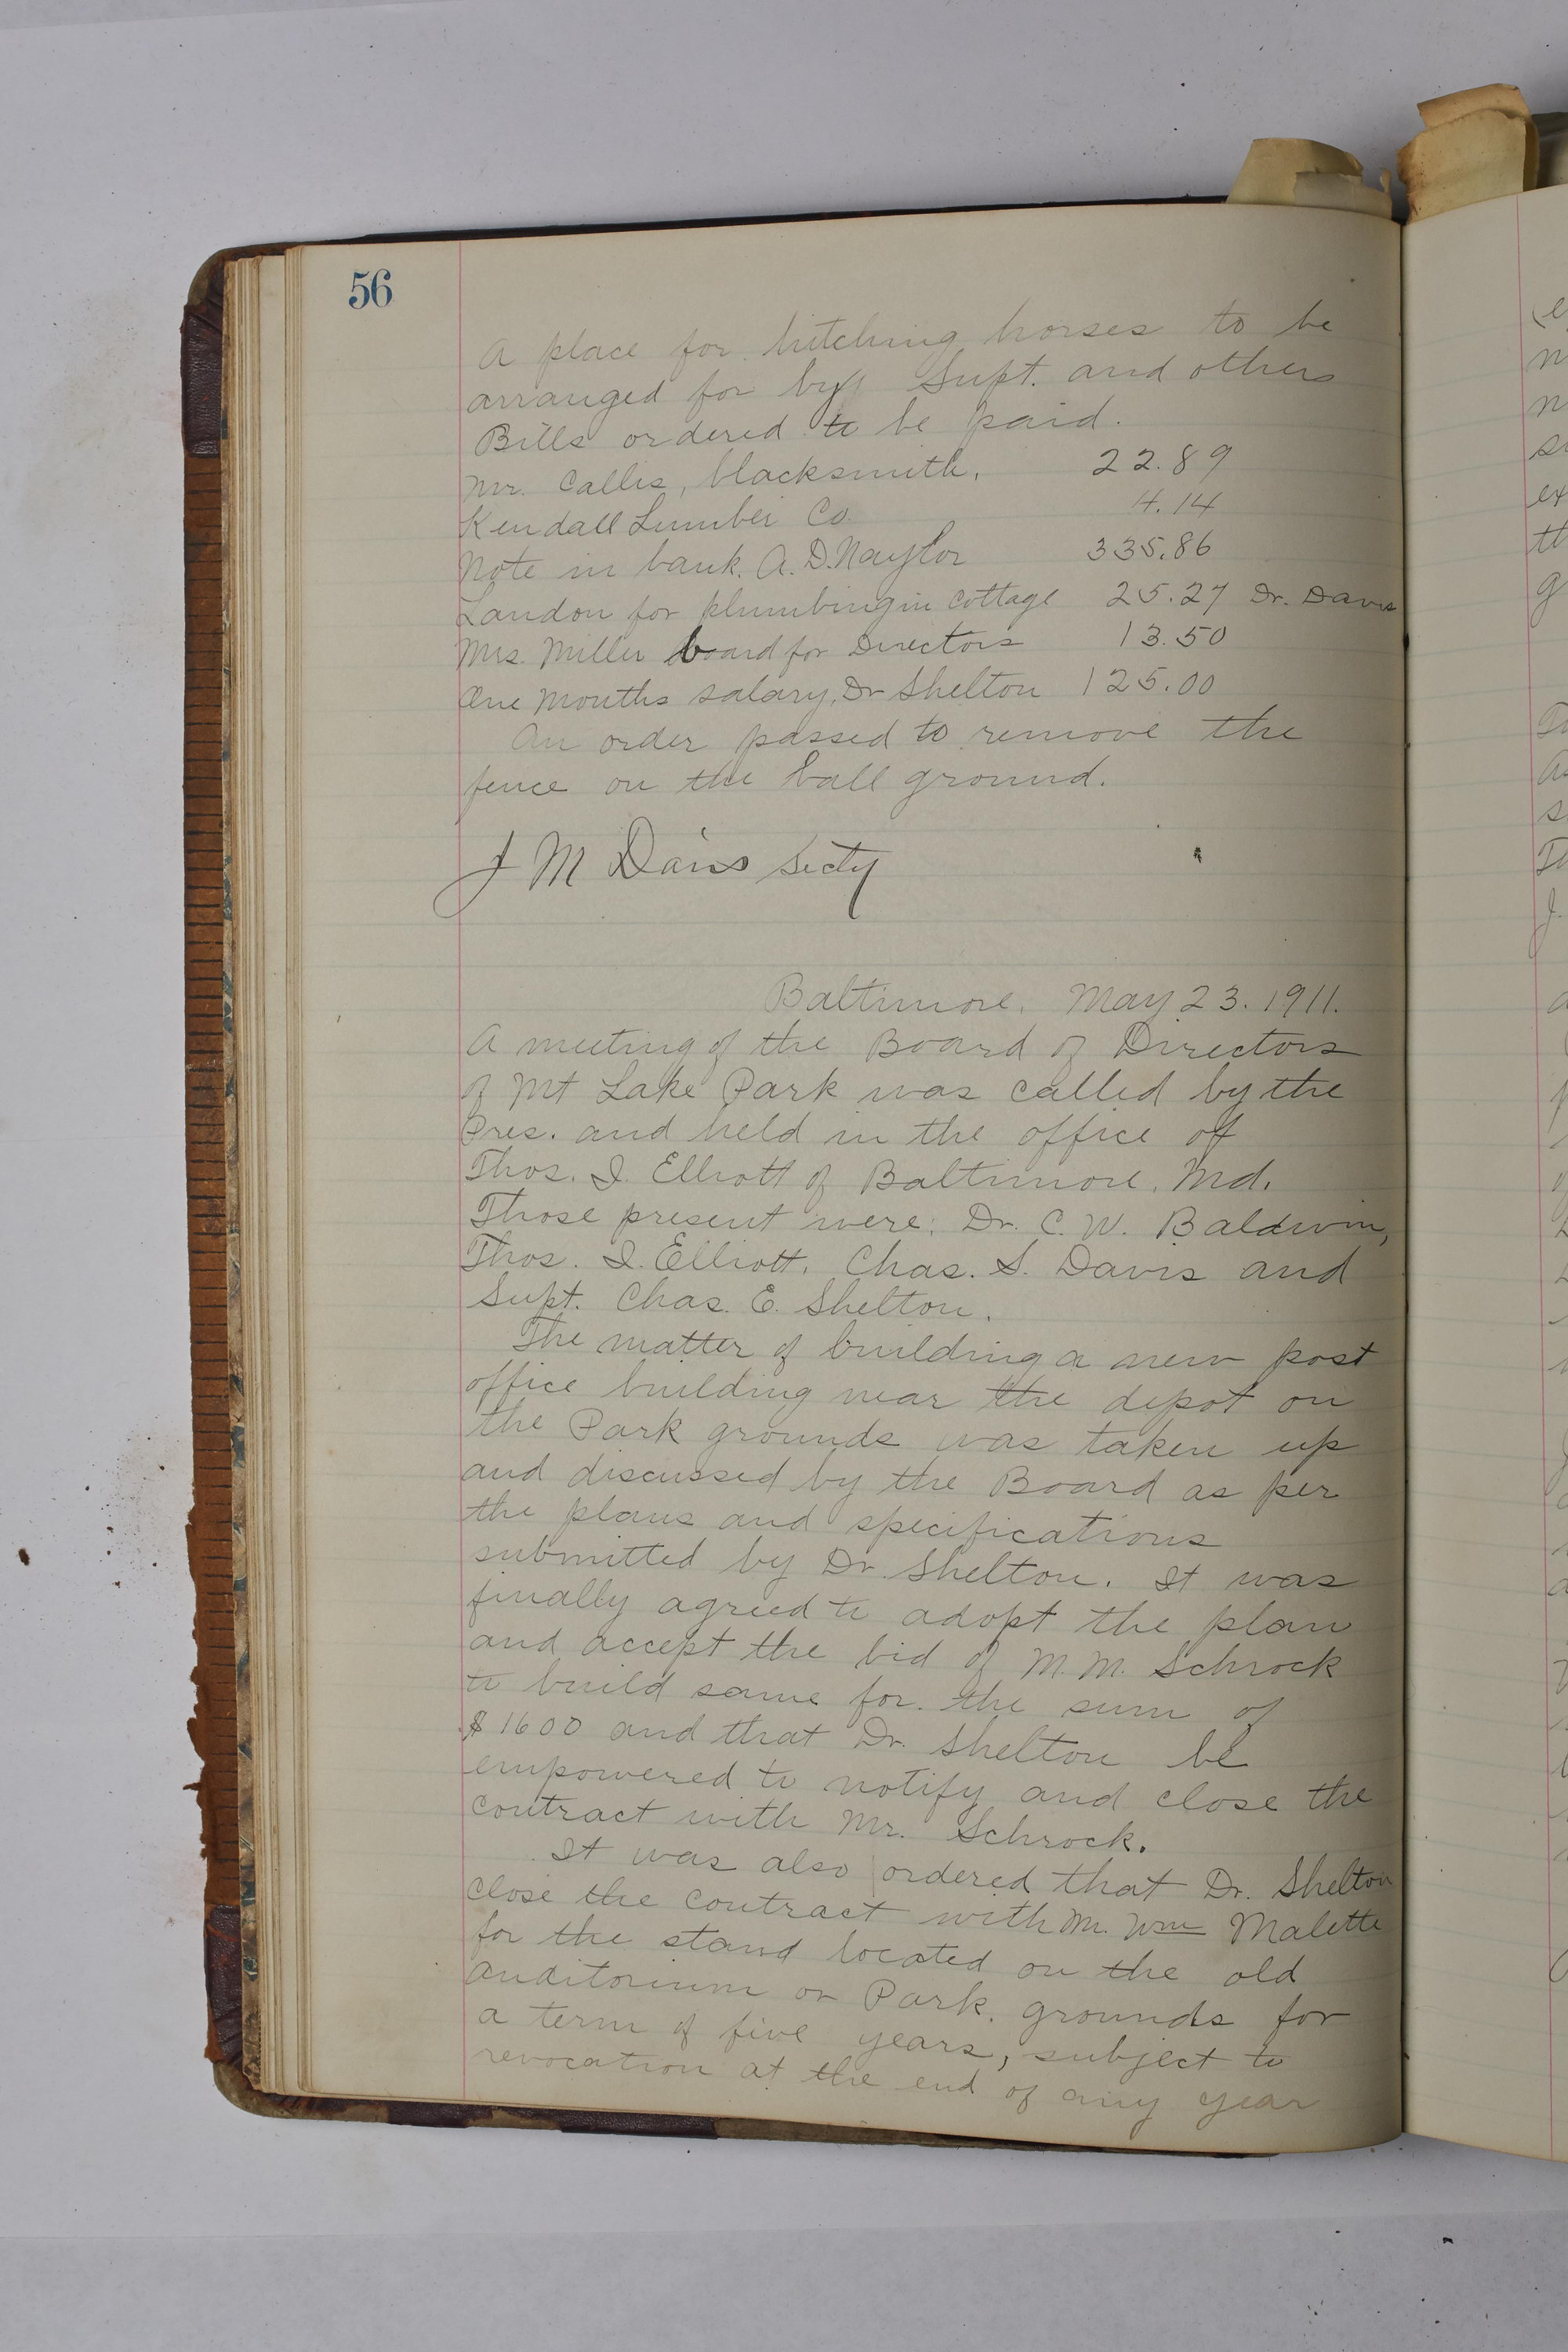 56
A place for hitching horses to be
arranged for by Supt. and others
Bills ordered to be paid.
Mr. Callis, blacksmith. 22.89
Kendall Lumber Co. 4.14
Note in bank. A. D. Naylor 335.86
Landon for plumbing in cottage 25.27 Dr. Davis
Mrs. Miller board for Directors 13.50
One months salary, Dr Shelton 125.00
An order passed to remove the
fence on the ball ground.
J M Davis Secty
Baltimore. May 23. 1911.
A meeting of the Board of Directors
of Mt Lake Park was called by the
Pres. and held in the office of
Thos. I. Elliott of Baltimore. Md.
Those present were: Dr. C. W. Baldwin,
Thos. I. Elliott. Chas. S. Davis and
Supt. Chas. E. Shelton.
The matter of building a new post
office building near the depot on
the Park grounds was taken up
and discussed by the Board as per
the plans and specifications
submitted by Dr. Shelton. It was
finally agreed to adopt the plan
and accept the bid of M. M. Schrock
to build same for the sum of
$1600 and that Dr. Shelton be
empowered to notify and close the
contract with Mr. Schrock.
It was also ordered that Dr. Shelton
close the contract with Mr. Wm Malette
for the stand located on the old
auditorium or Park. grounds for
a term of five years, subject to
revocation at the end of any year